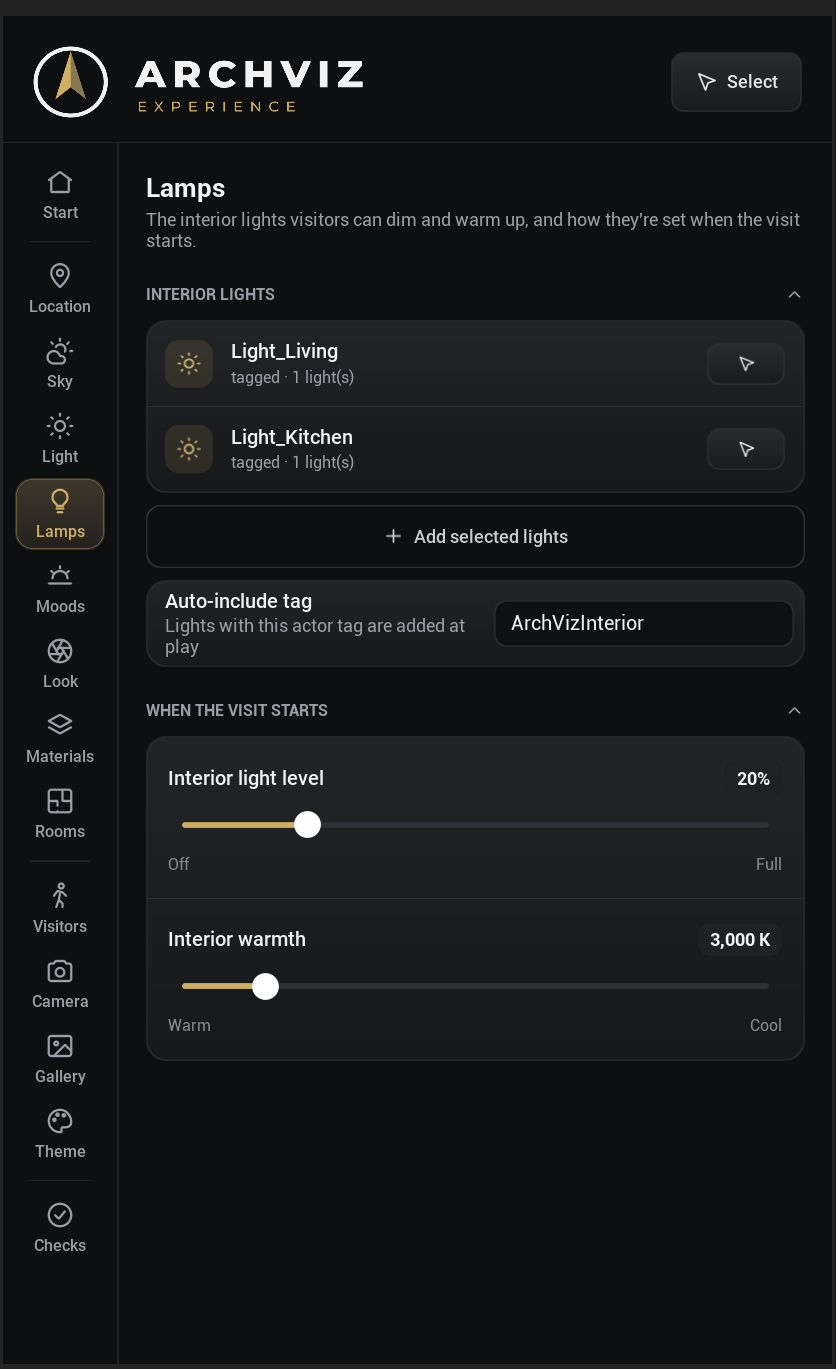 ARCHVIZ
EXPERIENCE
Select
Start
Location
Sky
Light
Lamps
Moods
Look
Materials
Rooms
Visitors
Camera
Gallery
Theme
Checks
Lamps
The interior lights visitors can dim and warm up, and how they're set when the visit
starts.
INTERIOR LIGHTS
Light_Living
tagged · 1 light(s)
Light_Kitchen
tagged · 1 light(s)
Add selected lights
Auto-include tag
Lights with this actor tag are added at
play
ArchVizInterior
WHEN THE VISIT STARTS
Interior light level
20%
Off
Full
Interior warmth
3,000 K
Warm
Cool